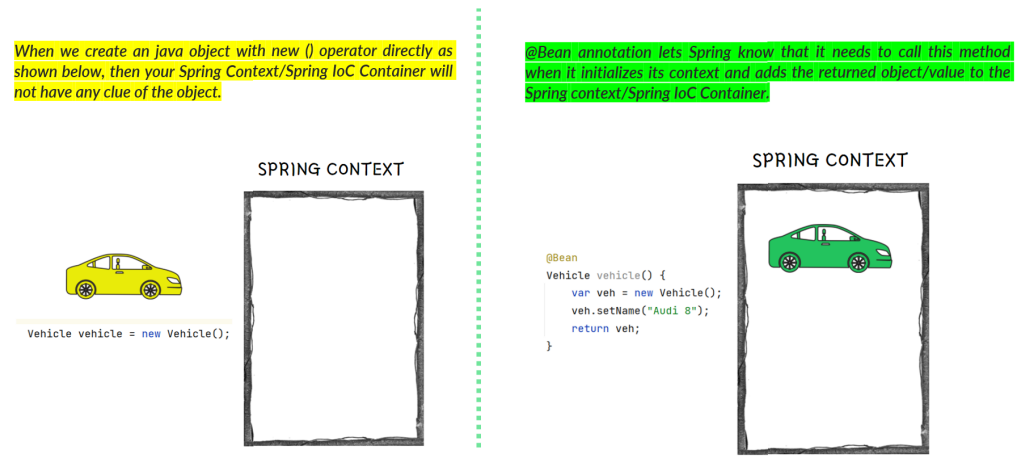 When we create an java object with new () operator directly as
shown below, then your Spring Context/Spring IoC Container will
not have any clue of the object.
SPRING CONTEXT
Vehicle vehicle = new Vehicle();
@Bean annotation lets Spring know that it needs to call this method
when it initializes its context and adds the returned object/value to the
Spring context/Spring IoC Container.
SPRING CONTEXT
@Bean
Vehicle vehicle() {
var veh = new Vehicle();
veh.setName("Audi 8");
return veh;
}